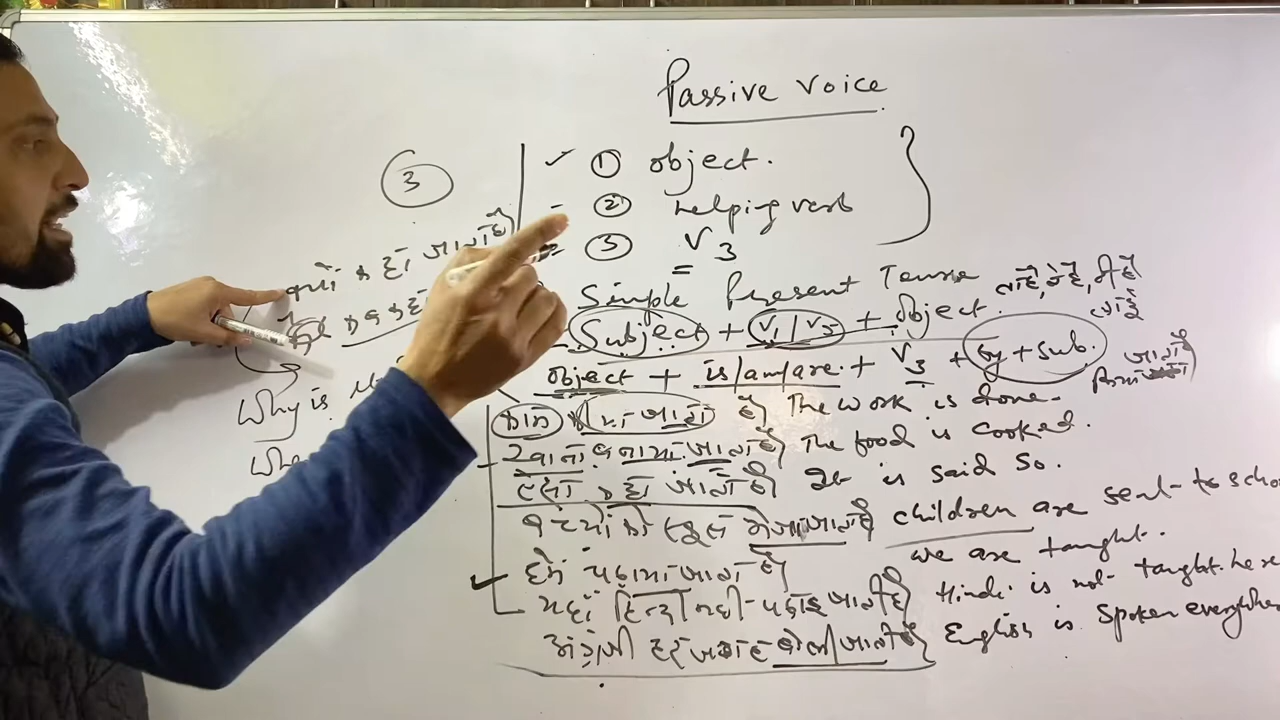 Passive voice
3
① object.
② Helping verb
③ V3
Simple Present Tense ता है, ते है, ती है
Subject + V1/V5 + object.
object + is/am/are + V3 + by + sub.
काम किया जाता है The work is done.
खाना बनाया जाता है The food is cooked.
ऐसा कहा जाता है It is said so.
बच्चों को स्कूल भेजा जाता है children are sent to scho
हमें पढ़ाया जाता है we are taught.
यहाँ हिन्दी नहीं पढ़ाई जाती है Hindi is not taught here
अंग्रेजी हर जगह बोली जाती है English is spoken everywhere
क्यों कहा जाता है
Why is
Whe